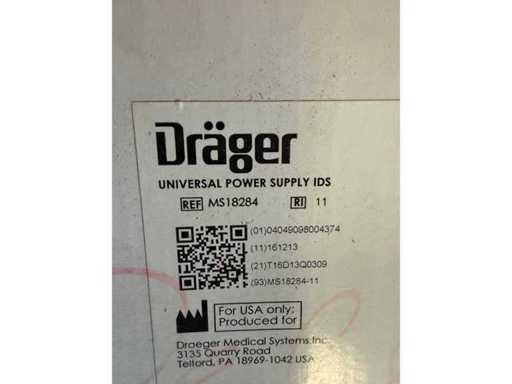 Dräger
UNIVERSAL POWER SUPPLY IDS
REF MS18284 RI 11
(01)04049098004374
(11)161213
(21)T16D13Q0309
(93)MS18284-11
For USA only:
Produced for
Draeger Medical Systems,Inc.
3135 Quarry Road
Telford, PA 18969-1042 USA